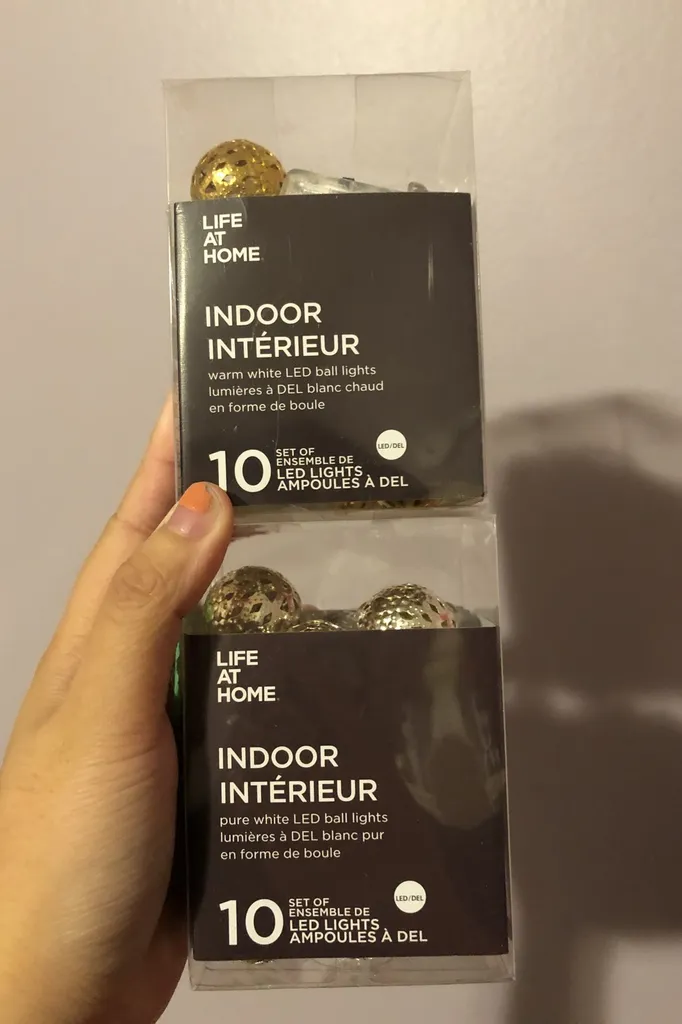 LIFE
AT
HOME
INDOOR
INTÉRIEUR
warm white LED ball lights
lumières à DEL blanc chaud
en forme de boule
LED/DEL
10 SET OF
ENSEMBLE DE
LED LIGHTS
AMPOULES À DEL
LIFE
AT
HOME
INDOOR
INTÉRIEUR
pure white LED ball lights
lumières à DEL blanc pur
en forme de boule
LED/DEL
10 SET OF
ENSEMBLE DE
LED LIGHTS
AMPOULES À DEL